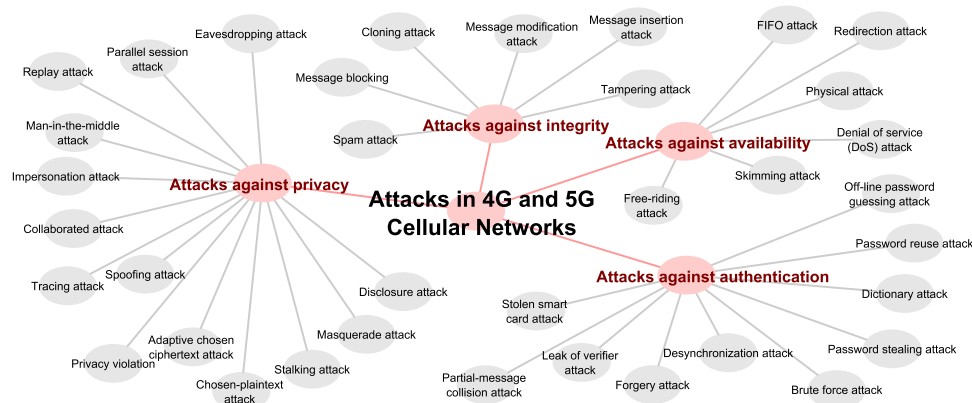 Attacks in 4G and 5G
Cellular Networks
Attacks against privacy
Eavesdropping attack
Parallel session
attack
Replay attack
Man-in-the-middle
attack
Impersonation attack
Collaborated attack
Tracing attack
Spoofing attack
Privacy violation
Adaptive chosen
ciphertext attack
Chosen-plaintext
attack
Stalking attack
Masquerade attack
Disclosure attack
Attacks against integrity
Cloning attack
Message modification
attack
Message insertion
attack
Message blocking
Tampering attack
Spam attack
Attacks against availability
FIFO attack
Redirection attack
Physical attack
Denial of service
(DoS) attack
Skimming attack
Free-riding
attack
Attacks against authentication
Off-line password
guessing attack
Password reuse attack
Dictionary attack
Password stealing attack
Brute force attack
Desynchronization attack
Forgery attack
Leak of verifier
attack
Partial-message
collision attack
Stolen smart
card attack